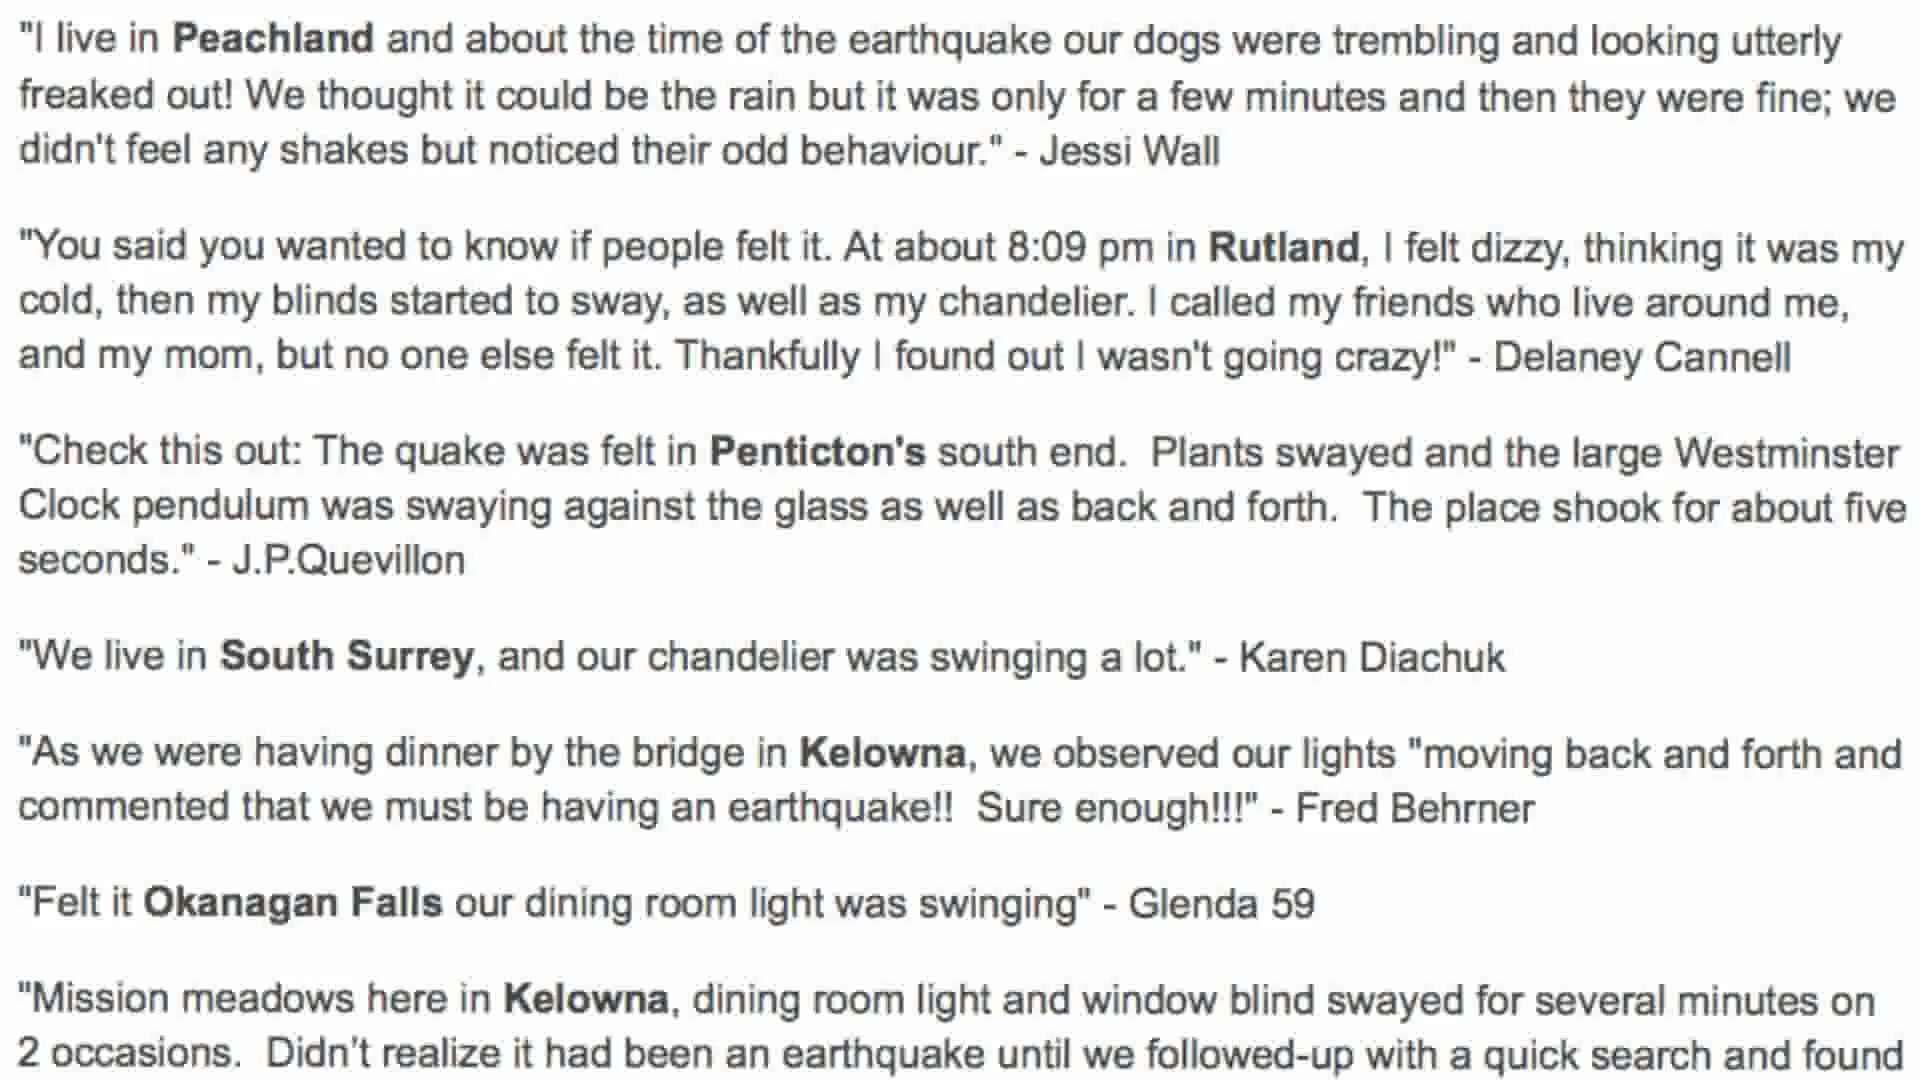 "I live in Peachland and about the time of the earthquake our dogs were trembling and looking utterly
freaked out! We thought it could be the rain but it was only for a few minutes and then they were fine; we
didn't feel any shakes but noticed their odd behaviour." - Jessi Wall
"You said you wanted to know if people felt it. At about 8:09 pm in Rutland, I felt dizzy, thinking it was my
cold, then my blinds started to sway, as well as my chandelier. I called my friends who live around me,
and my mom, but no one else felt it. Thankfully I found out I wasn't going crazy!" - Delaney Cannell
"Check this out: The quake was felt in Penticton's south end.  Plants swayed and the large Westminster
Clock pendulum was swaying against the glass as well as back and forth.  The place shook for about five
seconds." - J.P.Quevillon
"We live in South Surrey, and our chandelier was swinging a lot." - Karen Diachuk
"As we were having dinner by the bridge in Kelowna, we observed our lights "moving back and forth and
commented that we must be having an earthquake!!  Sure enough!!!" - Fred Behrner
"Felt it Okanagan Falls our dining room light was swinging" - Glenda 59
"Mission meadows here in Kelowna, dining room light and window blind swayed for several minutes on
2 occasions.  Didn't realize it had been an earthquake until we followed-up with a quick search and found